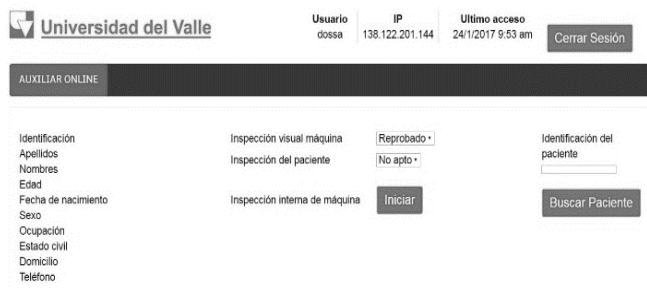 Universidad del Valle
Usuario IP Ultimo acceso
dossa 138.122.201.144 24/1/2017 9:53 am
Cerrar Sesión
AUXILIAR ONLINE
Identificación
Apellidos
Nombres
Edad
Fecha de nacimiento
Sexo
Ocupación
Estado civil
Domicilio
Teléfono
Inspección visual máquina Reprobado
Inspección del paciente No apto
Inspección interna de máquina Iniciar
Identificación del
paciente
Buscar Paciente